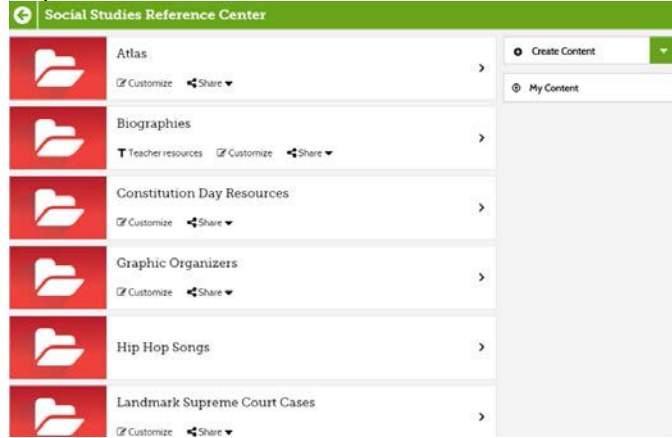 Social Studies Reference Center
Atlas
Customize Share
Create Content
My Content
Biographies
T Teacher resources Customize Share
Constitution Day Resources
Customize Share
Graphic Organizers
Customize Share
Hip Hop Songs
Landmark Supreme Court Cases
Customize Share